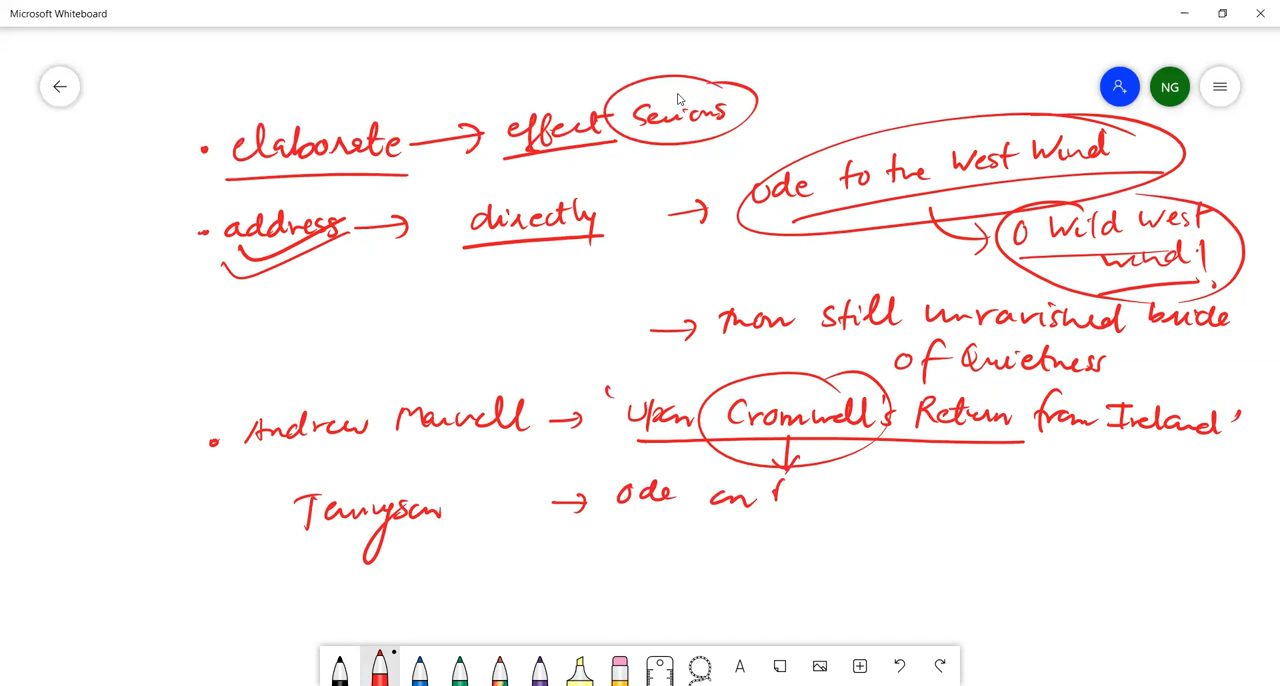 Microsoft Whiteboard
NG
• elaborate → effect Serious
• address → directly → Ode to the West Wind
→ O Wild West
wind!
→ Thou still unravished bride
of Quietness
• Andrew Marvell → 'Upon Cromwell's Return from Ireland'
Tennyson → Ode on
A